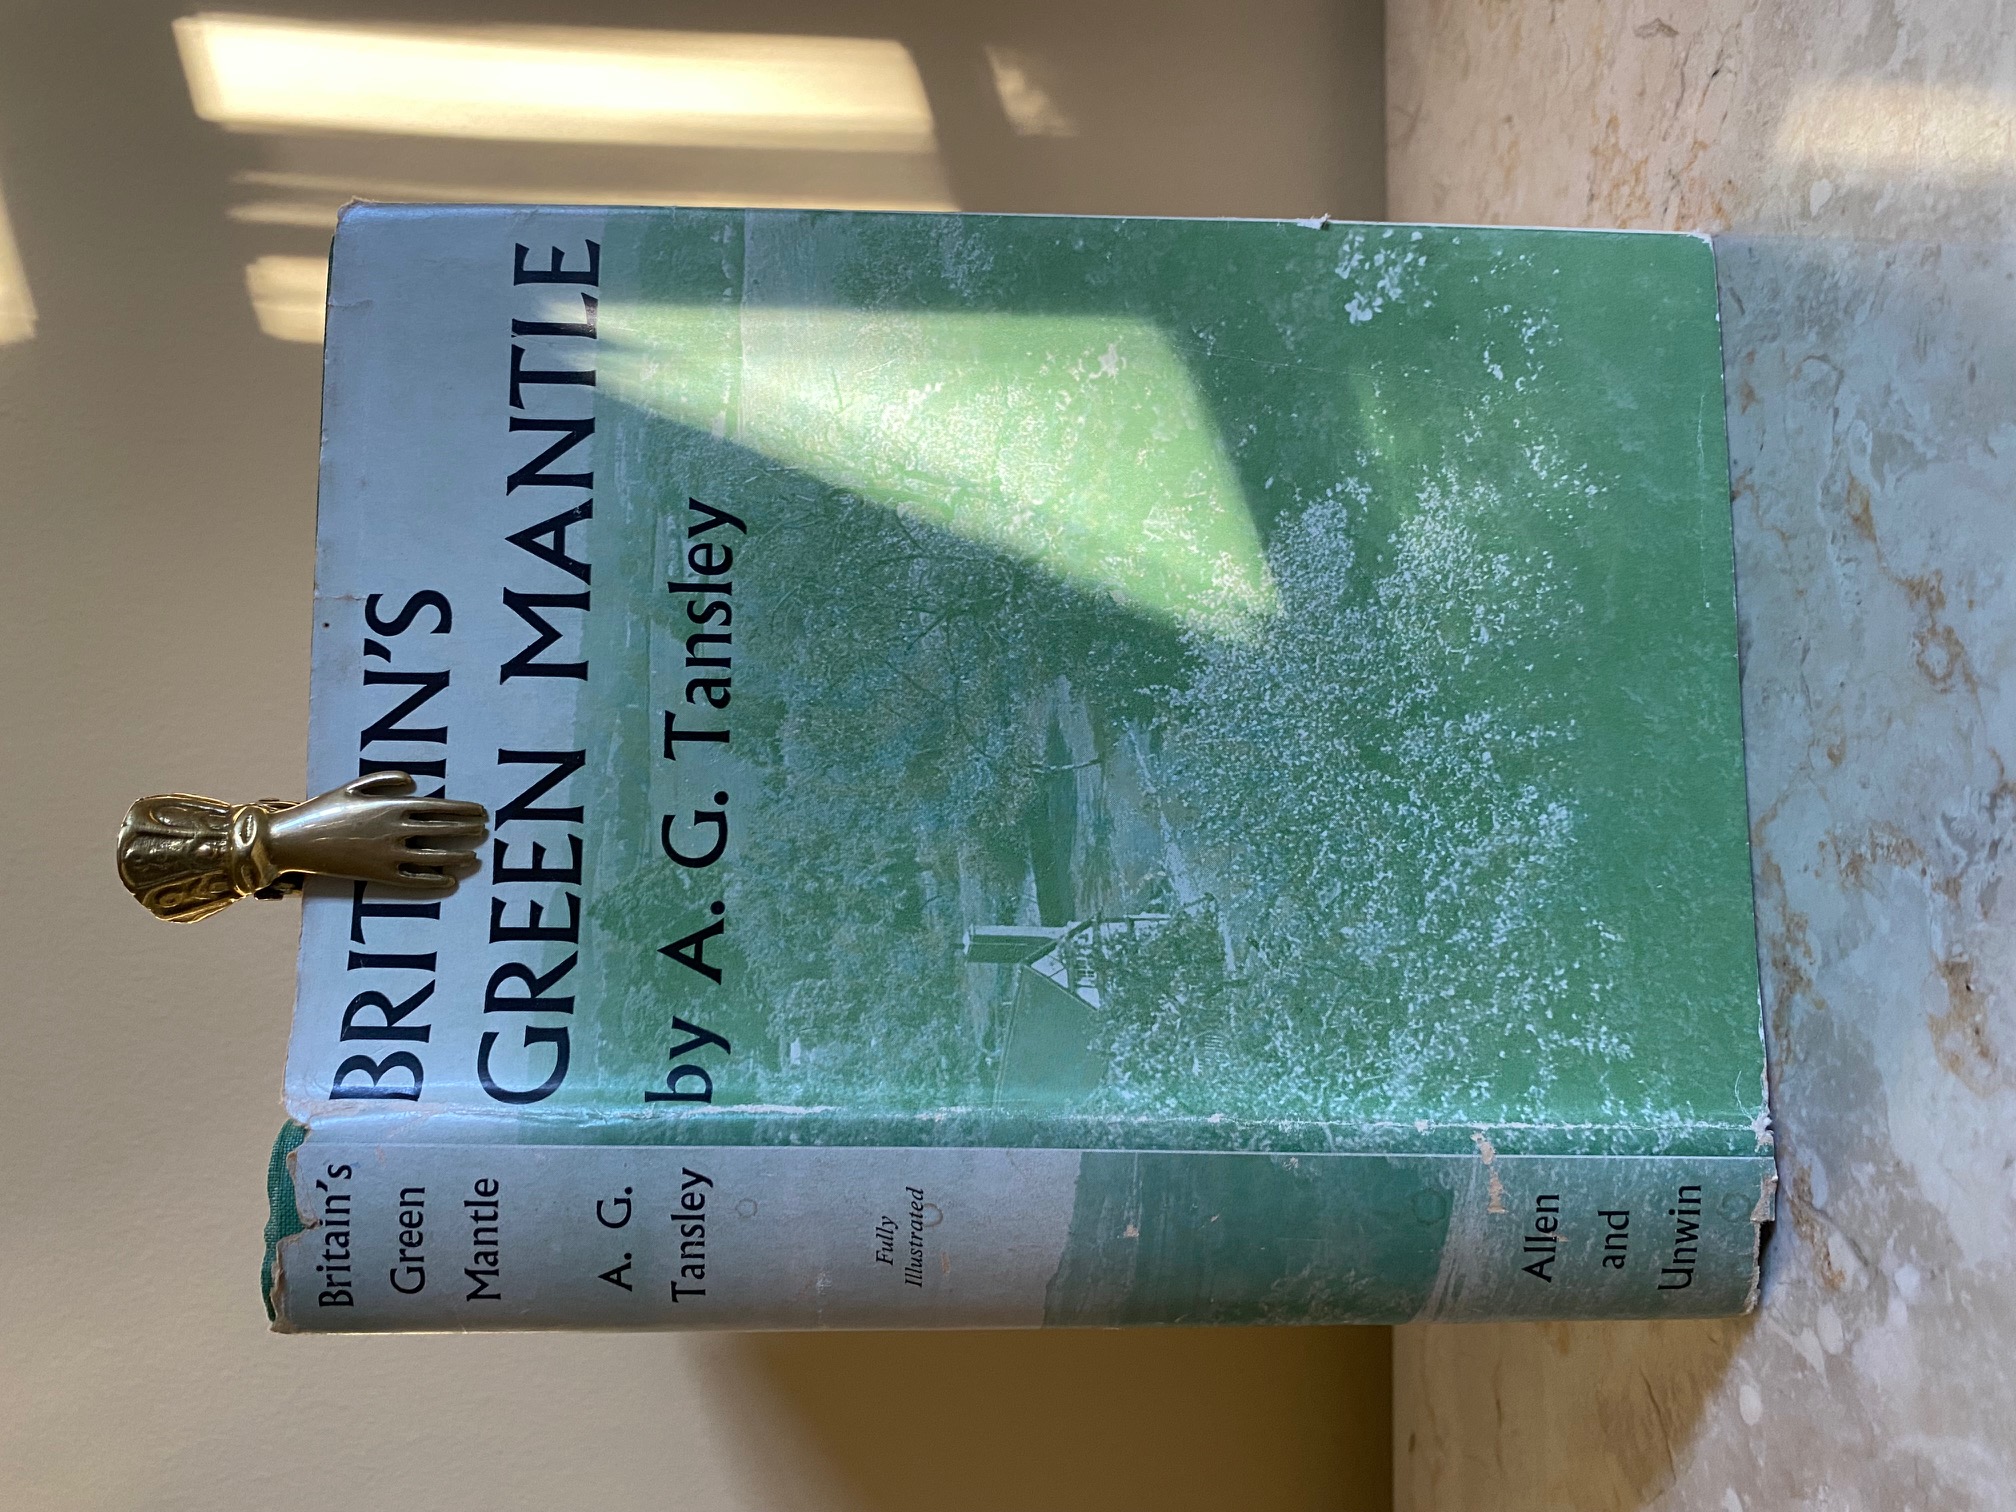 BRITAIN'S
GREEN MANTLE
by A. G. Tansley
Britain's
Green
Mantle
A. G.
Tansley
Fully
Illustrated
Allen
and
Unwin